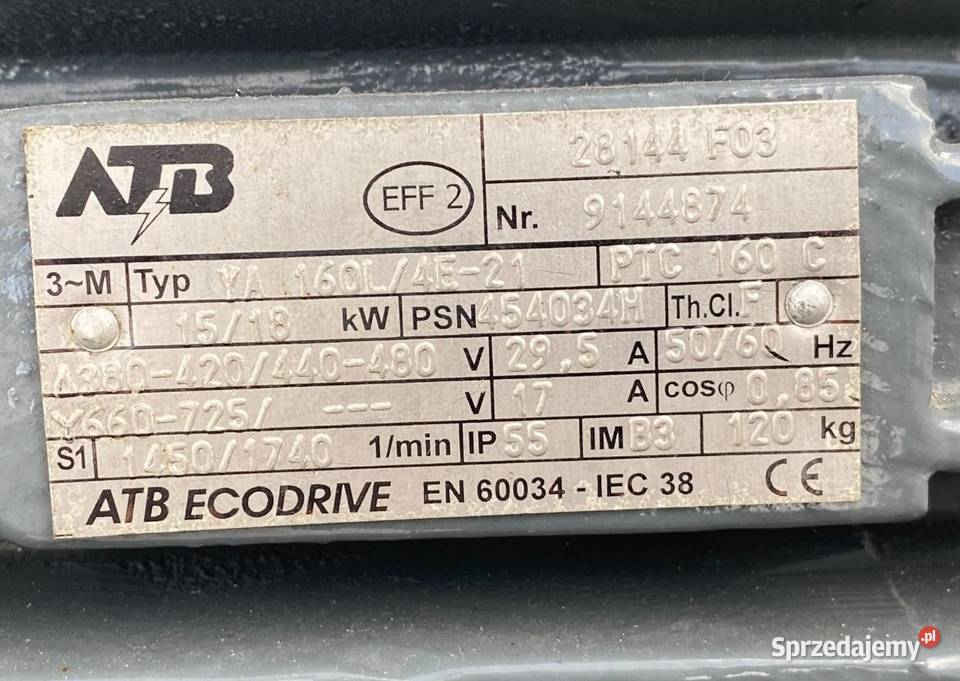 ATB
EFF 2
28144 F03
Nr. 9144874
3~M Typ YA 160L/4E-21 PTC 160 C
15/18 kW PSN 454034H Th.Cl. F
Δ380-420/440-480 V 29,5 A 50/60 Hz
Y660-725/ --- V 17 A cosφ 0,85
S1 1450/1740 1/min IP 55 IM B3 120 kg
ATB ECODRIVE EN 60034 - IEC 38 CE
Sprzedajemy.pl